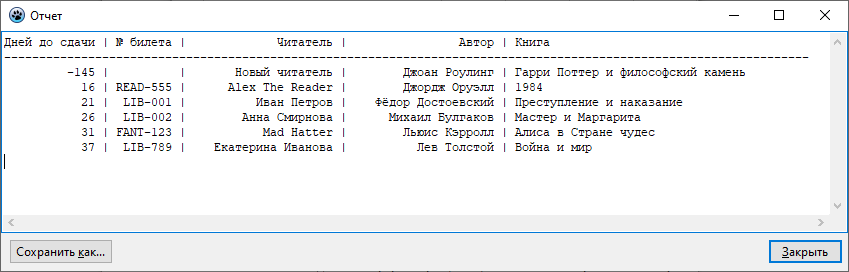 Отчет
Дней до сдачи | № билета | Читатель | Автор | Книга
-145 | | Новый читатель | Джоан Роулинг | Гарри Поттер и философский камень
16 | READ-555 | Alex The Reader | Джордж Оруэлл | 1984
21 | LIB-001 | Иван Петров | Фёдор Достоевский | Преступление и наказание
26 | LIB-002 | Анна Смирнова | Михаил Булгаков | Мастер и Маргарита
31 | FANT-123 | Mad Hatter | Льюис Кэрролл | Алиса в Стране чудес
37 | LIB-789 | Екатерина Иванова | Лев Толстой | Война и мир
Сохранить как...
Закрыть